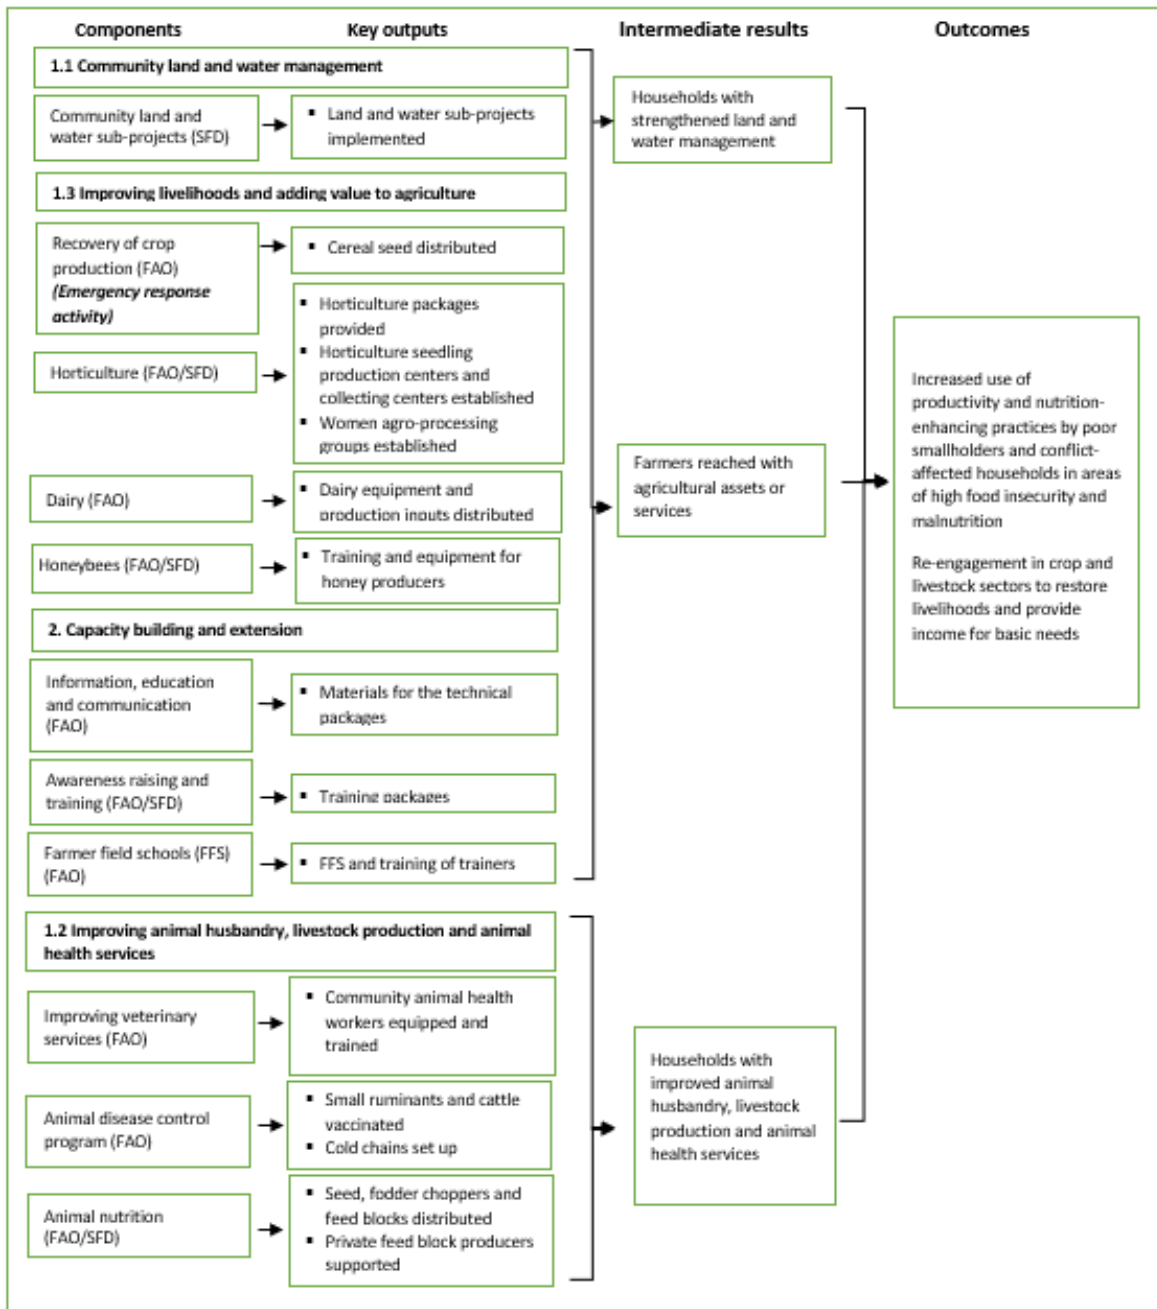 Components
Key outputs
Intermediate results
Outcomes
1.1 Community land and water management
Community land and
water sub-projects (SFD)
▪ Land and water sub-projects
implemented
Households with
strengthened land and
water management
1.3 Improving livelihoods and adding value to agriculture
Recovery of crop
production (FAO)
(Emergency response
activity)
▪ Cereal seed distributed
Horticulture (FAO/SFD)
▪ Horticulture packages
provided
▪ Horticulture seedling
production centers and
collecting centers established
▪ Women agro-processing
groups established
Dairy (FAO)
▪ Dairy equipment and
production inputs distributed
Honeybees (FAO/SFD)
▪ Training and equipment for
honey producers
Farmers reached with
agricultural assets or
services
Increased use of
productivity and nutrition-
enhancing practices by poor
smallholders and conflict-
affected households in areas
of high food insecurity and
malnutrition
Re-engagement in crop and
livestock sectors to restore
livelihoods and provide
income for basic needs
2. Capacity building and extension
Information, education
and communication
(FAO)
▪ Materials for the technical
packages
Awareness raising and
training (FAO/SFD)
▪ Training packages
Farmer field schools (FFS)
(FAO)
▪ FFS and training of trainers
1.2 Improving animal husbandry, livestock production and animal
health services
Improving veterinary
services (FAO)
▪ Community animal health
workers equipped and
trained
Animal disease control
program (FAO)
▪ Small ruminants and cattle
vaccinated
▪ Cold chains set up
Animal nutrition
(FAO/SFD)
▪ Seed, fodder choppers and
feed blocks distributed
▪ Private feed block producers
supported
Households with
improved animal
husbandry, livestock
production and animal
health services